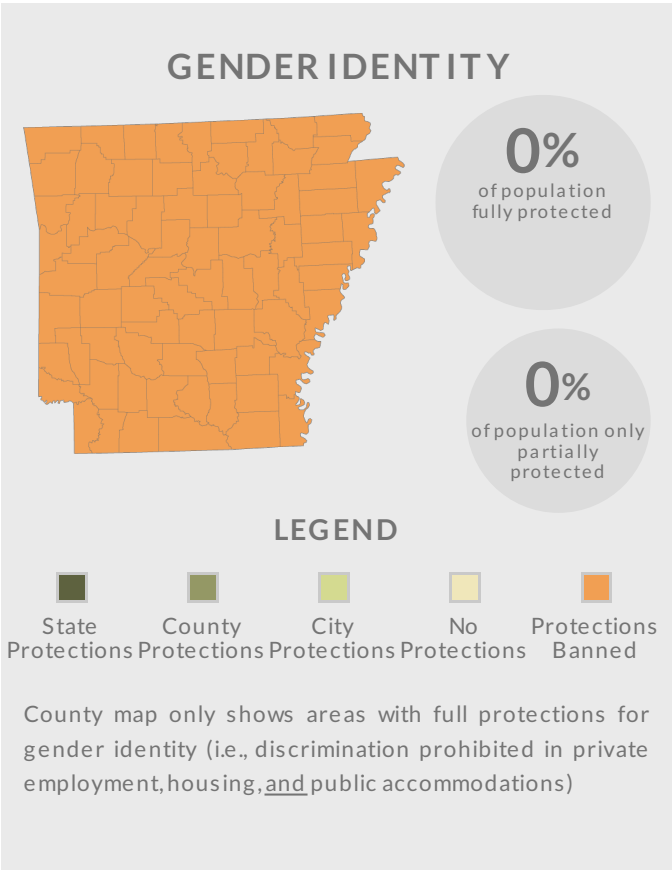 GENDER IDENTITY
0%
of population
fully protected
0%
of population only
partially
protected
LEGEND
State
Protections
County
Protections
City
Protections
No
Protections
Protections
Banned
County map only shows areas with full protections for
gender identity (i.e., discrimination prohibited in private
employment, housing, and public accommodations)